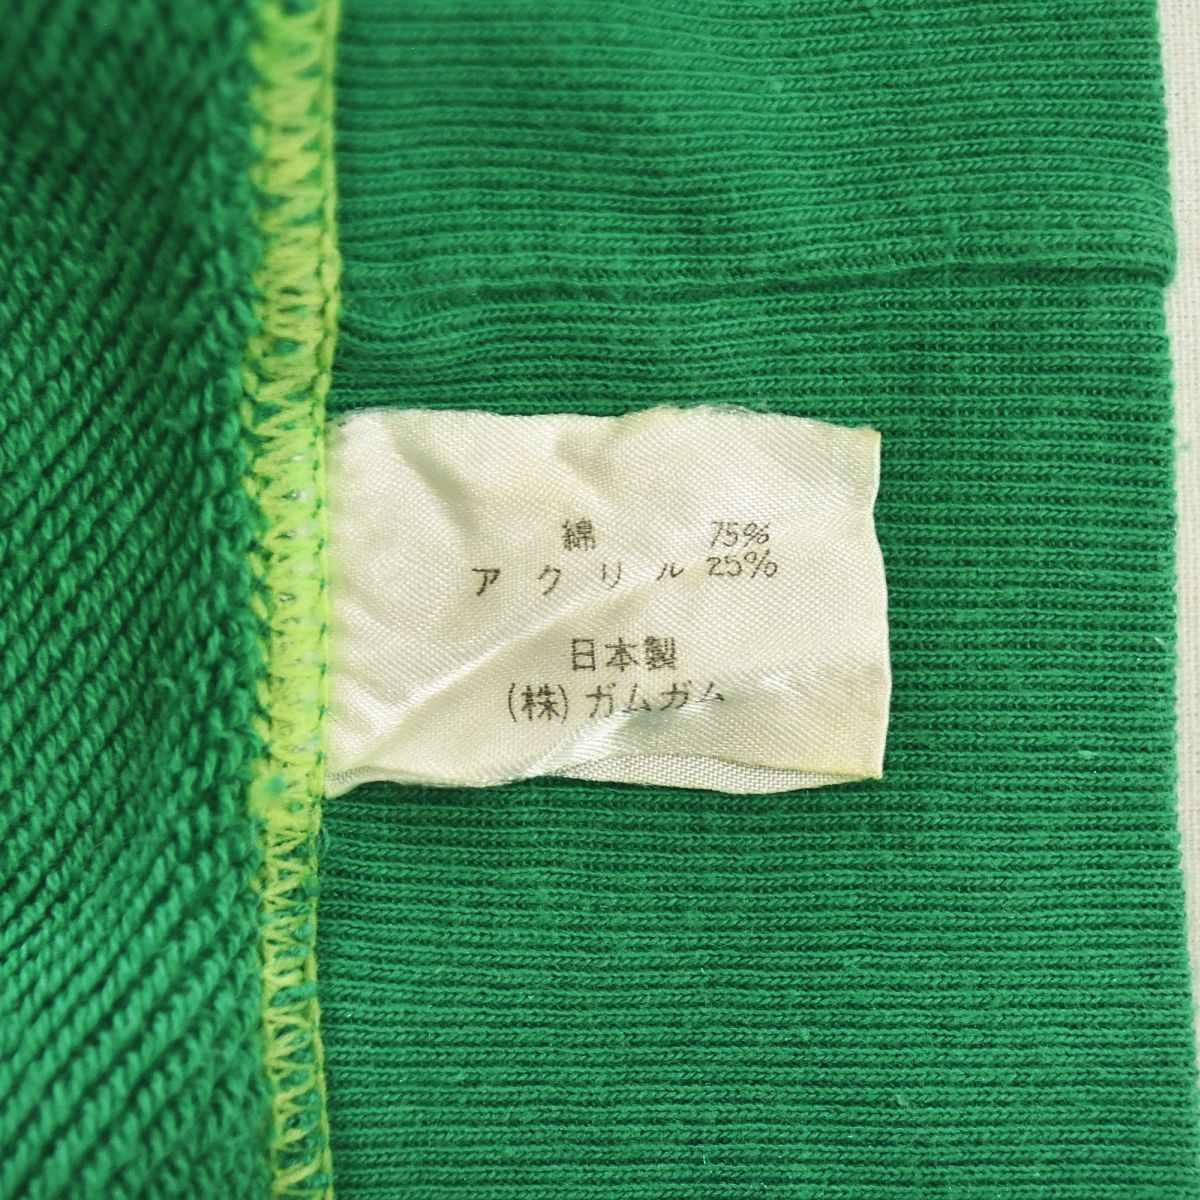 綿 75%
アクリル 25%
日本製
(株) ガムガム